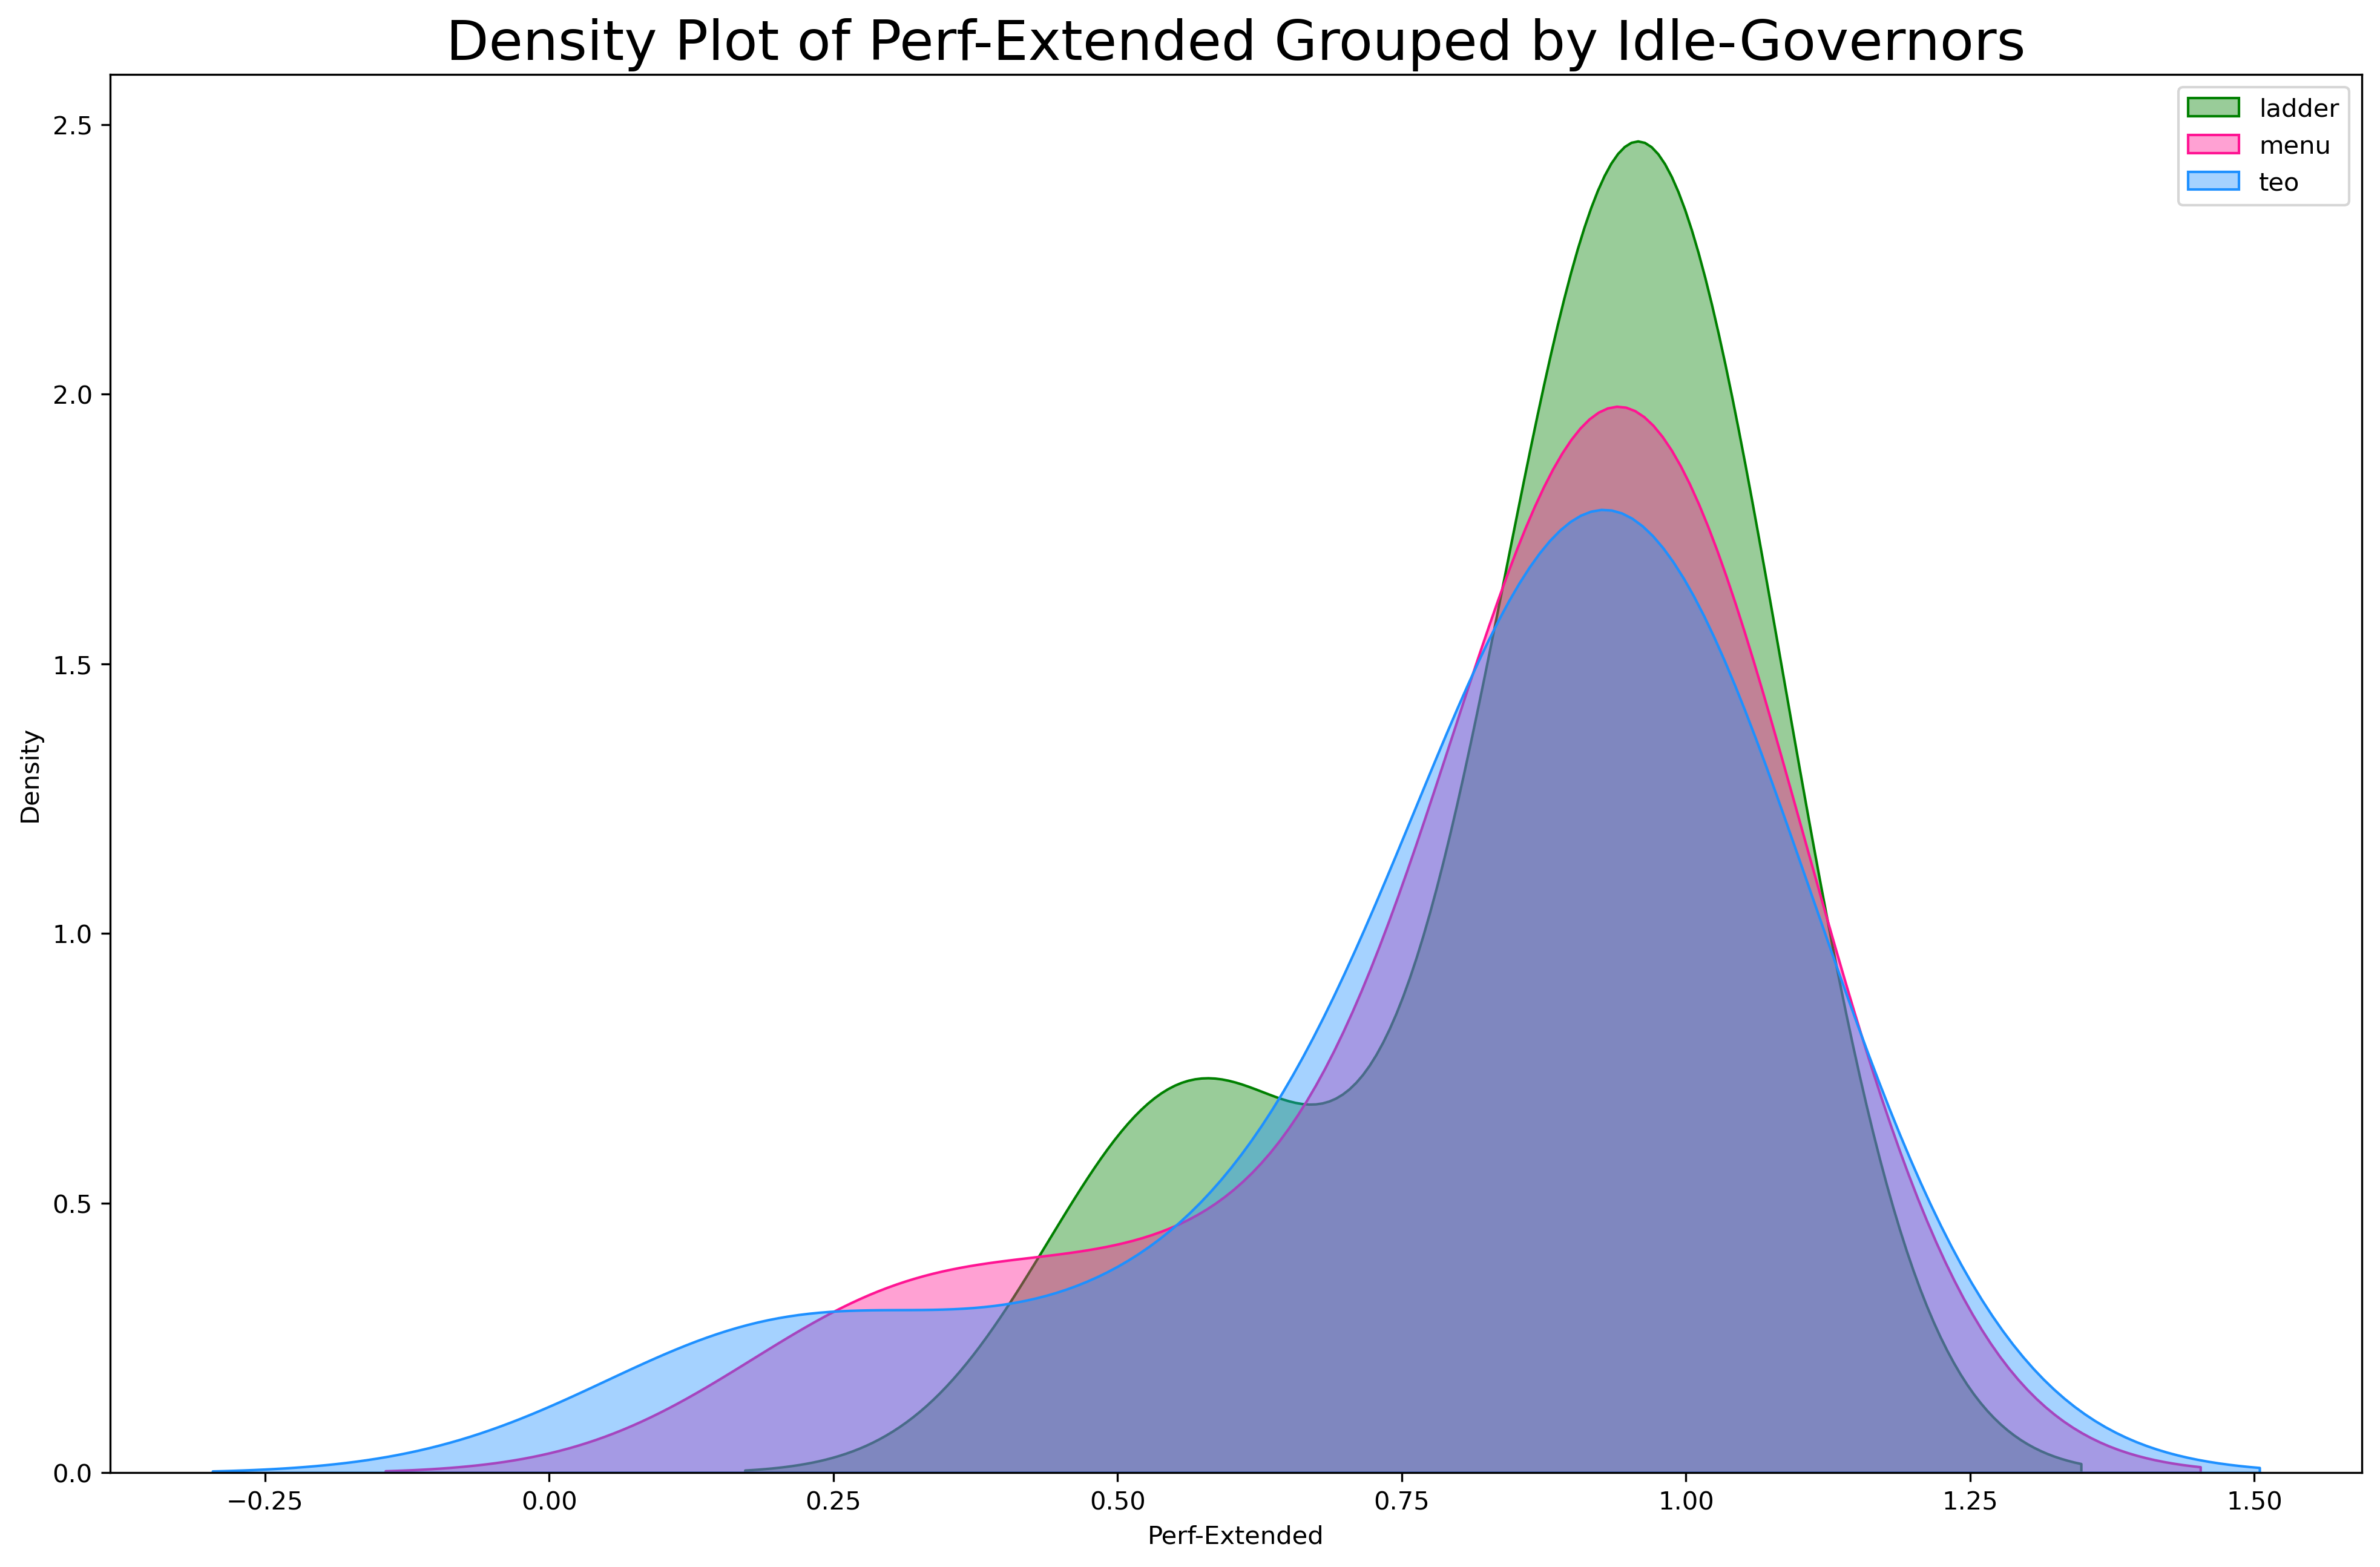 Density Plot of Perf-Extended Grouped by Idle-Governors
ladder
menu
teo
2.5
2.0
1.5
1.0
0.5
0.0
Density
−0.25
0.00
0.25
0.50
0.75
1.00
1.25
1.50
Perf-Extended